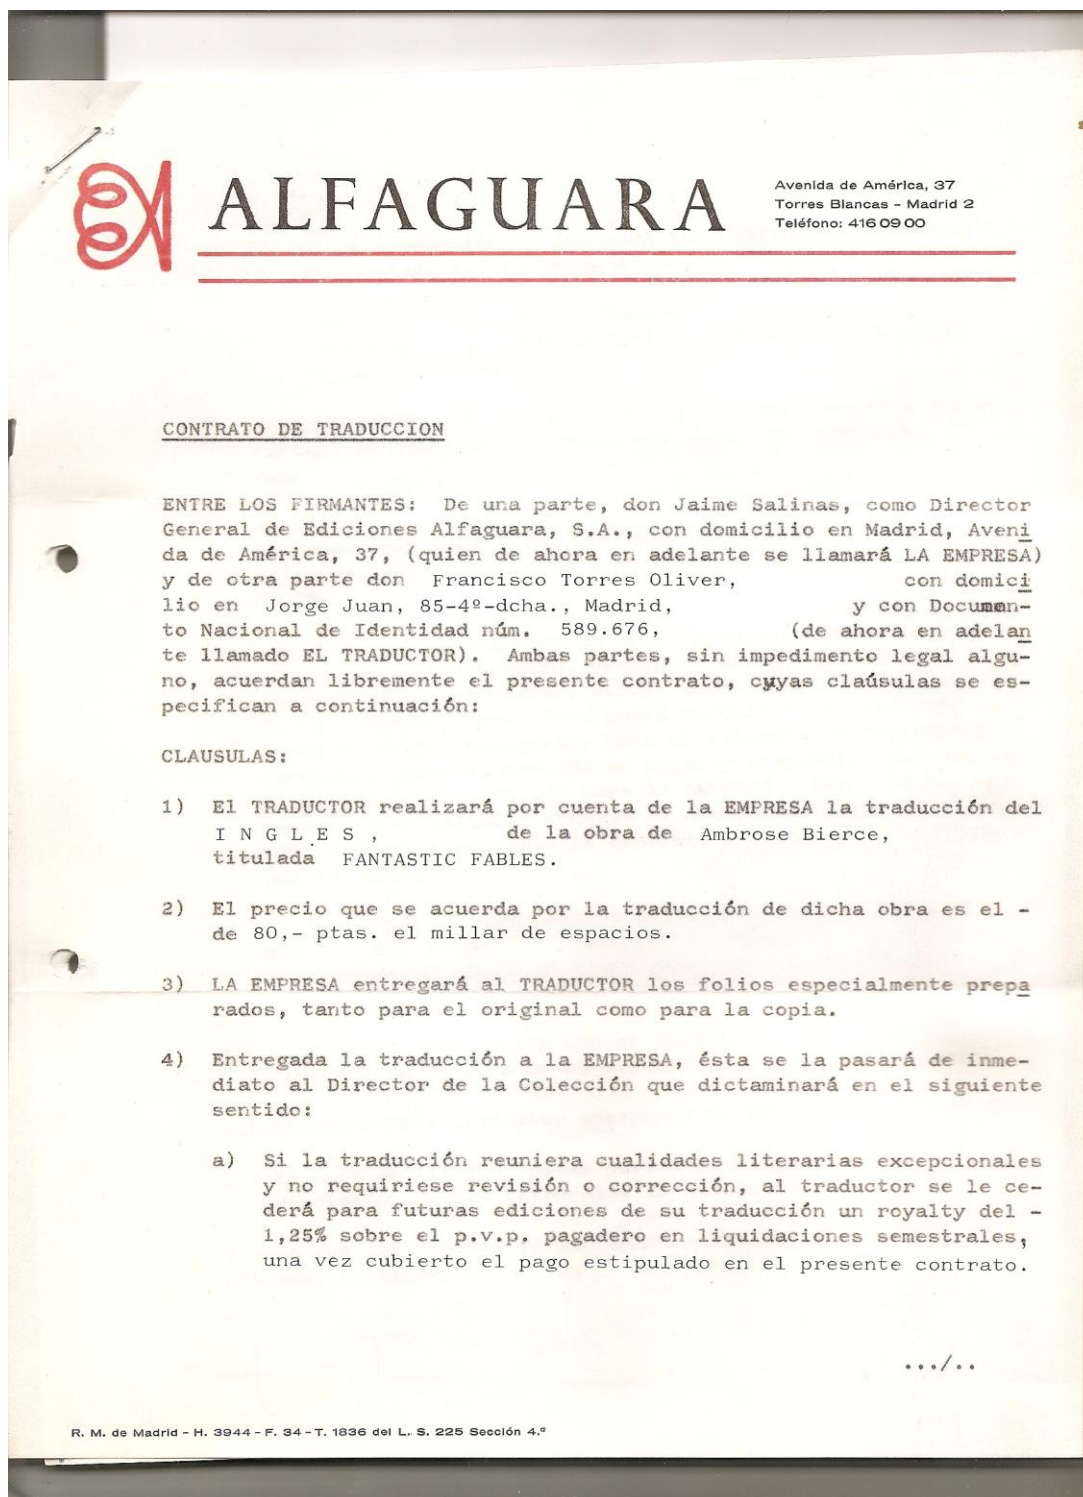 ALFAGUARA
Avenida de América, 37
Torres Blancas - Madrid 2
Teléfono: 416 09 00
CONTRATO DE TRADUCCION
ENTRE LOS FIRMANTES: De una parte, don Jaime Salinas, como Director
General de Ediciones Alfaguara, S.A., con domicilio en Madrid, Aveni
da de América, 37, (quien de ahora en adelante se llamará LA EMPRESA)
y de otra parte don Francisco Torres Oliver, con domici
lio en Jorge Juan, 85-4º-dcha., Madrid, y con Documen-
to Nacional de Identidad núm. 589.676, (de ahora en adelan
te llamado EL TRADUCTOR). Ambas partes, sin impedimento legal algu-
no, acuerdan libremente el presente contrato, cuyas claúsulas se es-
pecifican a continuación:
CLAUSULAS:
1) El TRADUCTOR realizará por cuenta de la EMPRESA la traducción del
I N G L E S , de la obra de Ambrose Bierce,
titulada FANTASTIC FABLES.
2) El precio que se acuerda por la traducción de dicha obra es el -
de 80,- ptas. el millar de espacios.
3) LA EMPRESA entregará al TRADUCTOR los folios especialmente prepa
rados, tanto para el original como para la copia.
4) Entregada la traducción a la EMPRESA, ésta se la pasará de inme-
diato al Director de la Colección que dictaminará en el siguiente
sentido:
a) Si la traducción reuniera cualidades literarias excepcionales
y no requiriese revisión o corrección, al traductor se le ce-
derá para futuras ediciones de su traducción un royalty del -
1,25% sobre el p.v.p. pagadero en liquidaciones semestrales,
una vez cubierto el pago estipulado en el presente contrato.
.../..
R. M. de Madrid - H. 3944 - F. 34 - T. 1836 del L. S. 225 Sección 4.º